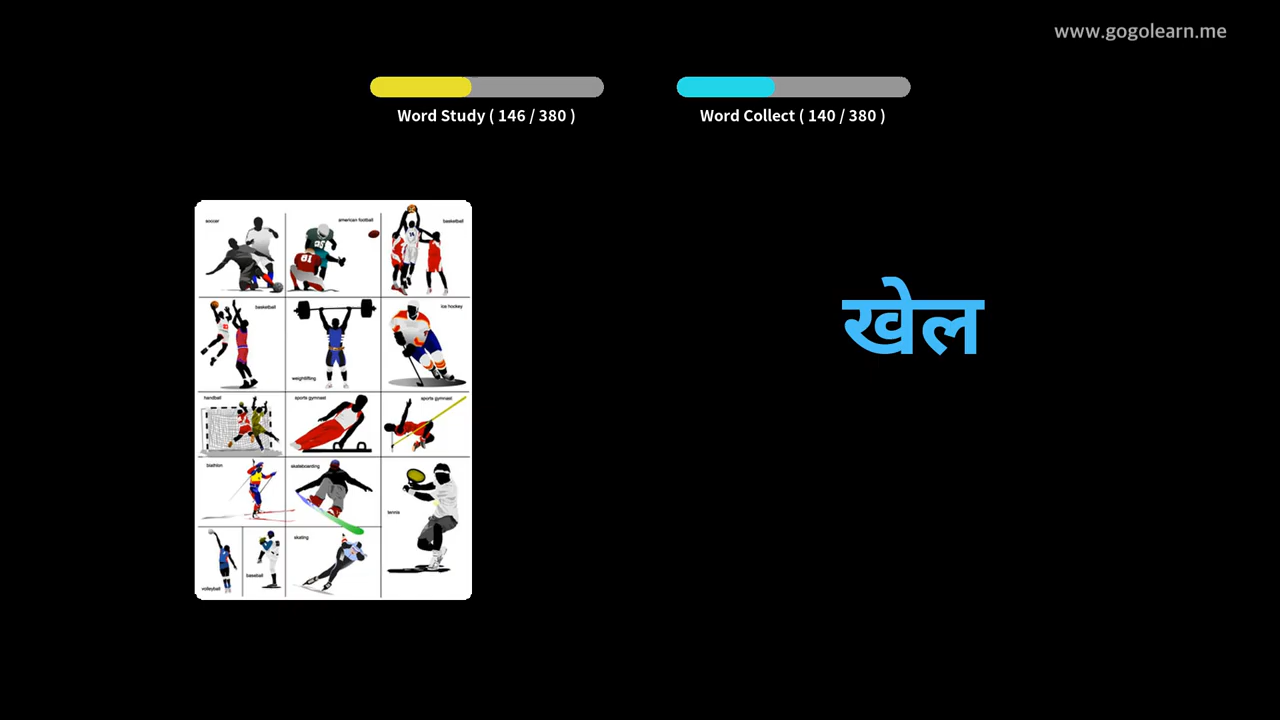 www.gogolearn.me
Word Study ( 146 / 380 )
Word Collect ( 140 / 380 )
soccer
american football
basketball
खेल
basketball
weightlifting
ice hockey
handball
sports gymnast
sports gymnast
biathlon
skateboarding
tennis
volleyball
baseball
skating